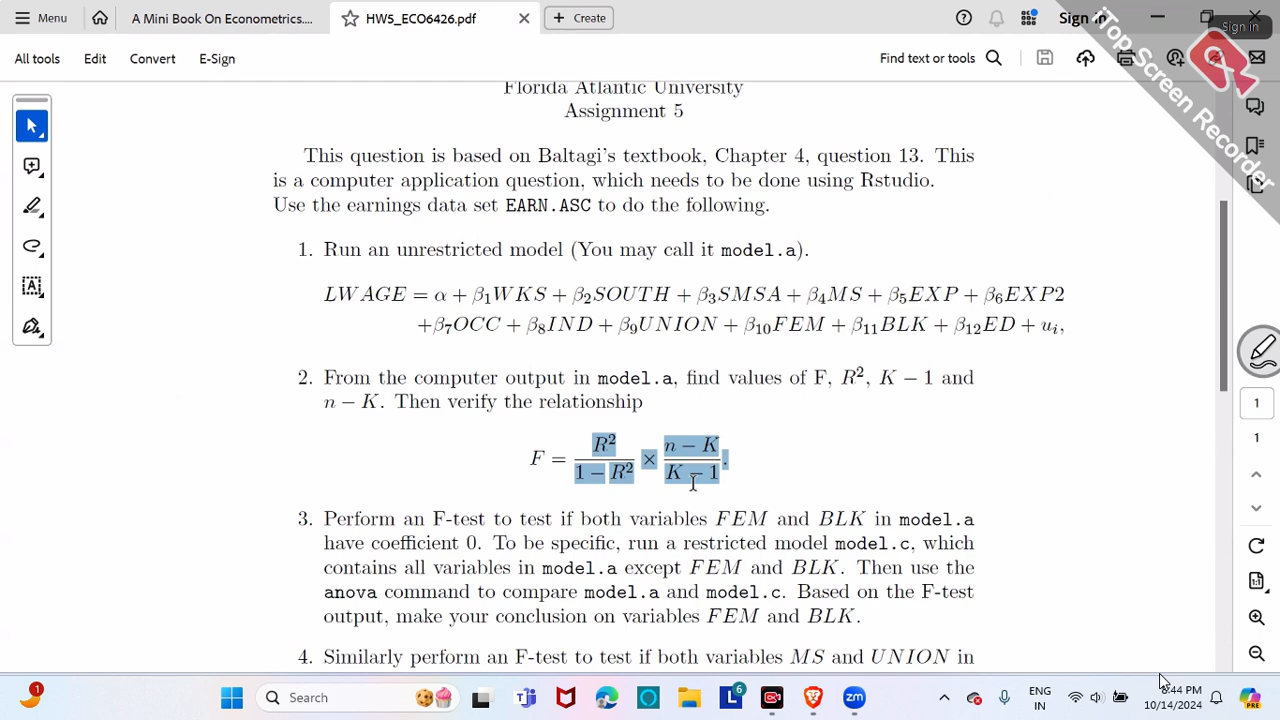 Menu
A Mini Book On Econometrics....
HW5_ECO6426.pdf
Create
Sign in
Sign in
All tools
Edit
Convert
E-Sign
Find text or tools
iTop Screen Recorder
Florida Atlantic University
Assignment 5
This question is based on Baltagi's textbook, Chapter 4, question 13. This
is a computer application question, which needs to be done using Rstudio.
Use the earnings data set EARN.ASC to do the following.
1. Run an unrestricted model (You may call it model.a).
LWAGE = α + β₁WKS + β₂SOUTH + β₃SMSA + β₄MS + β₅EXP + β₆EXP2
+β₇OCC + β₈IND + β₉UNION + β₁₀FEM + β₁₁BLK + β₁₂ED + uᵢ,
2. From the computer output in model.a, find values of F, R², K − 1 and
n − K. Then verify the relationship
F = R² / 1 − R² × n − K / K − 1 .
3. Perform an F-test to test if both variables FEM and BLK in model.a
have coefficient 0. To be specific, run a restricted model model.c, which
contains all variables in model.a except FEM and BLK. Then use the
anova command to compare model.a and model.c. Based on the F-test
output, make your conclusion on variables FEM and BLK.
4. Similarly perform an F-test to test if both variables MS and UNION in
1
1
1
Search
6
ENG
IN
:44 PM
10/14/2024
PRE
zm